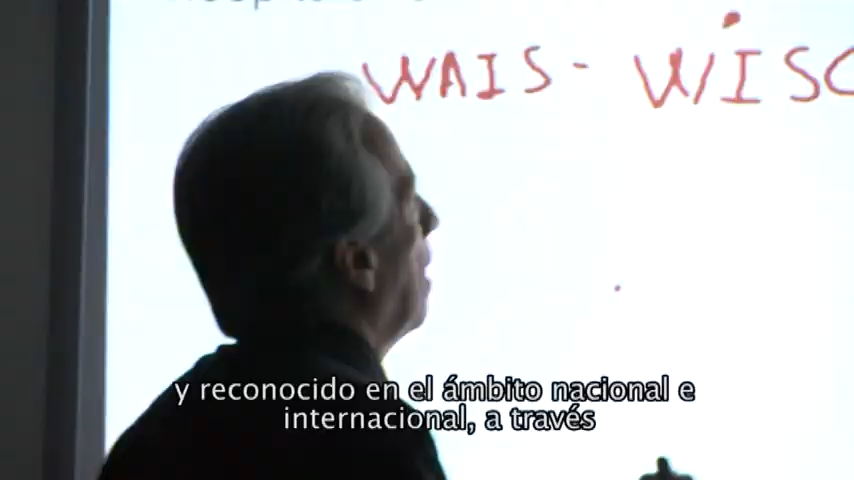 WAIS - WISC
y reconocido en el ámbito nacional e
internacional, a través